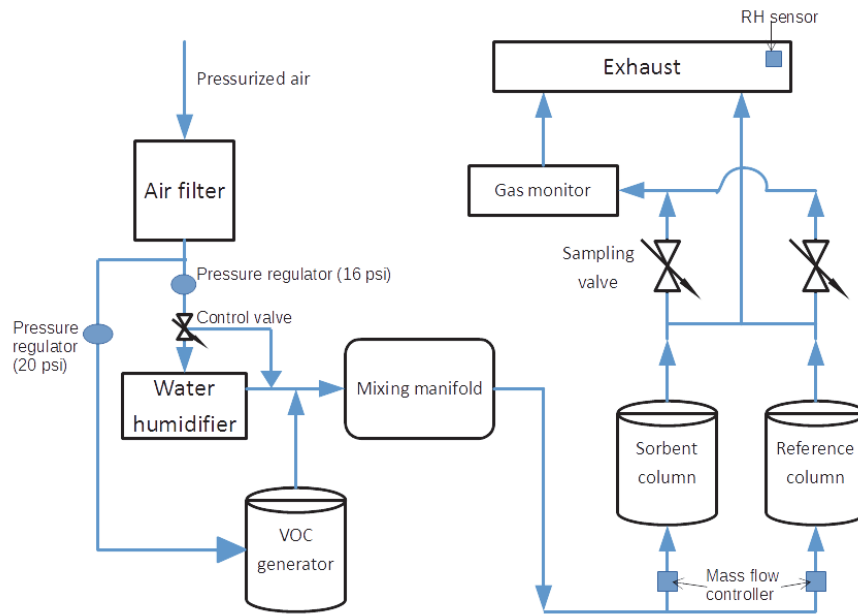 RH sensor
Pressurized air
Exhaust
Air filter
Gas monitor
Pressure regulator (16 psi)
Sampling
valve
Control valve
Pressure
regulator
(20 psi)
Water
humidifier
Mixing manifold
Sorbent
column
Reference
column
VOC
generator
Mass flow
controller